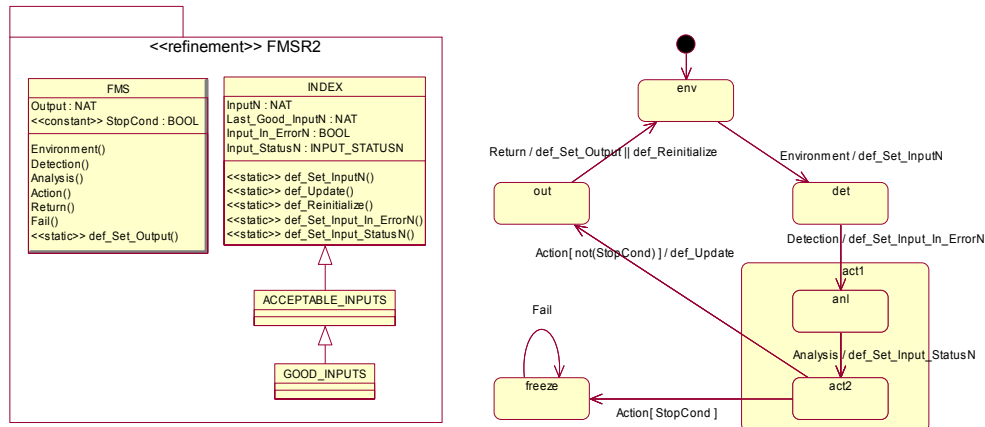 <<refinement>> FMSR2
FMS
Output : NAT
<<constant>> StopCond : BOOL
Environment()
Detection()
Analysis()
Action()
Return()
Fail()
<<static>> def_Set_Output()
INDEX
InputN : NAT
Last_Good_InputN : NAT
Input_In_ErrorN : BOOL
Input_StatusN : INPUT_STATUSN
<<static>> def_Set_InputN()
<<static>> def_Update()
<<static>> def_Reinitialize()
<<static>> def_Set_Input_In_ErrorN()
<<static>> def_Set_Input_StatusN()
ACCEPTABLE_INPUTS
GOOD_INPUTS
env
Return / def_Set_Output || def_Reinitialize
Environment / def_Set_InputN
out
det
Detection / def_Set_Input_In_ErrorN
Action[ not(StopCond) ] / def_Update
act1
anl
Fail
Analysis / def_Set_Input_StatusN
freeze
act2
Action[ StopCond ]